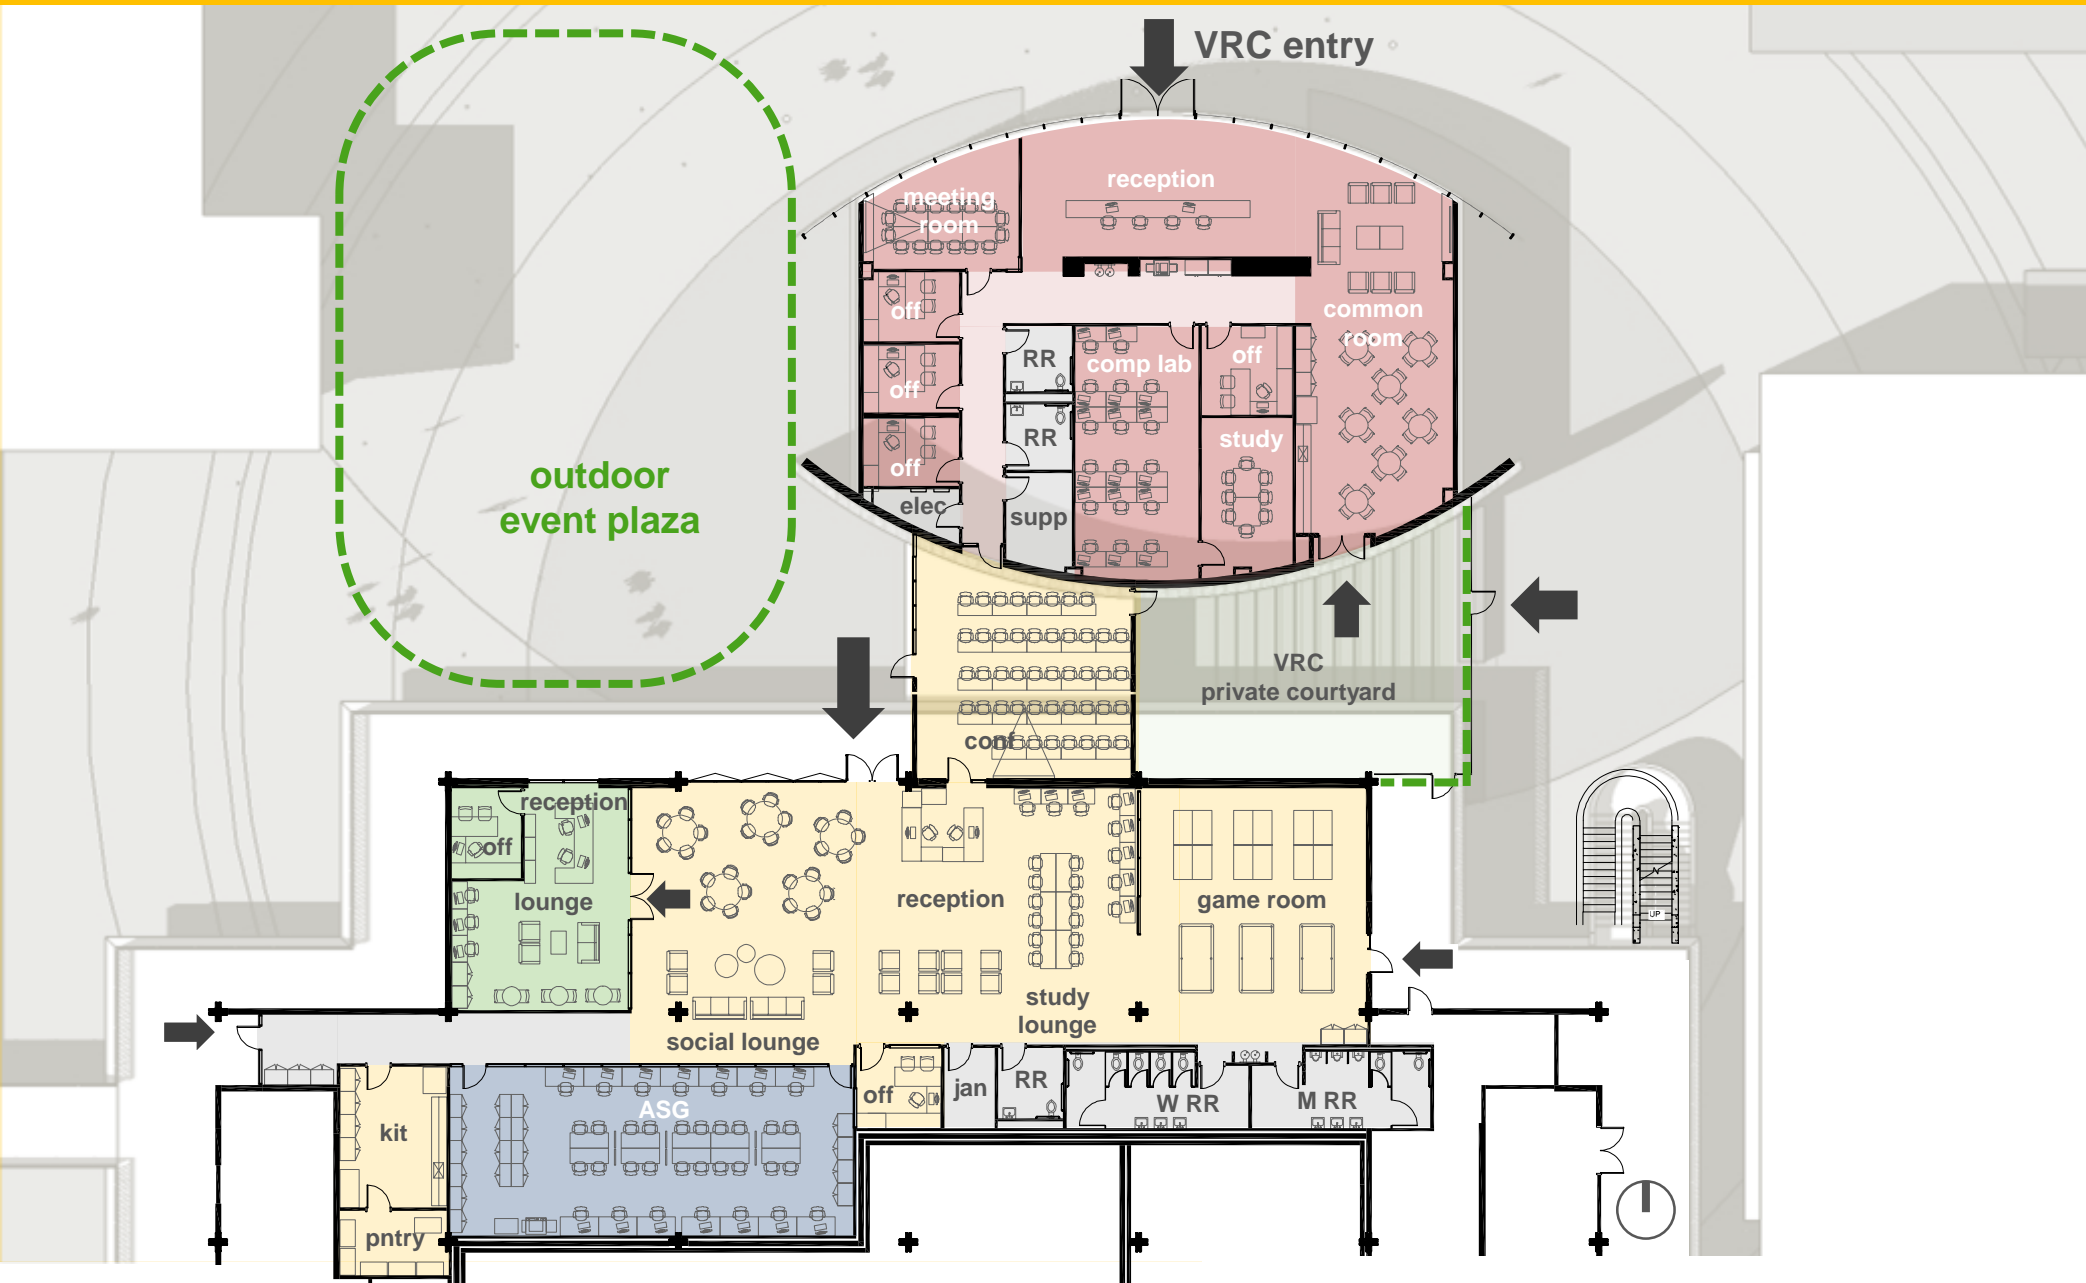 VRC entry
reception
meeting
room
off
common
room
RR
comp lab
off
off
RR
study
off
elec
supp
outdoor
event plaza
VRC
private courtyard
conf
reception
off
lounge
reception
game room
study
lounge
social lounge
UP
off
jan
RR
W RR
M RR
ASG
kit
pntry